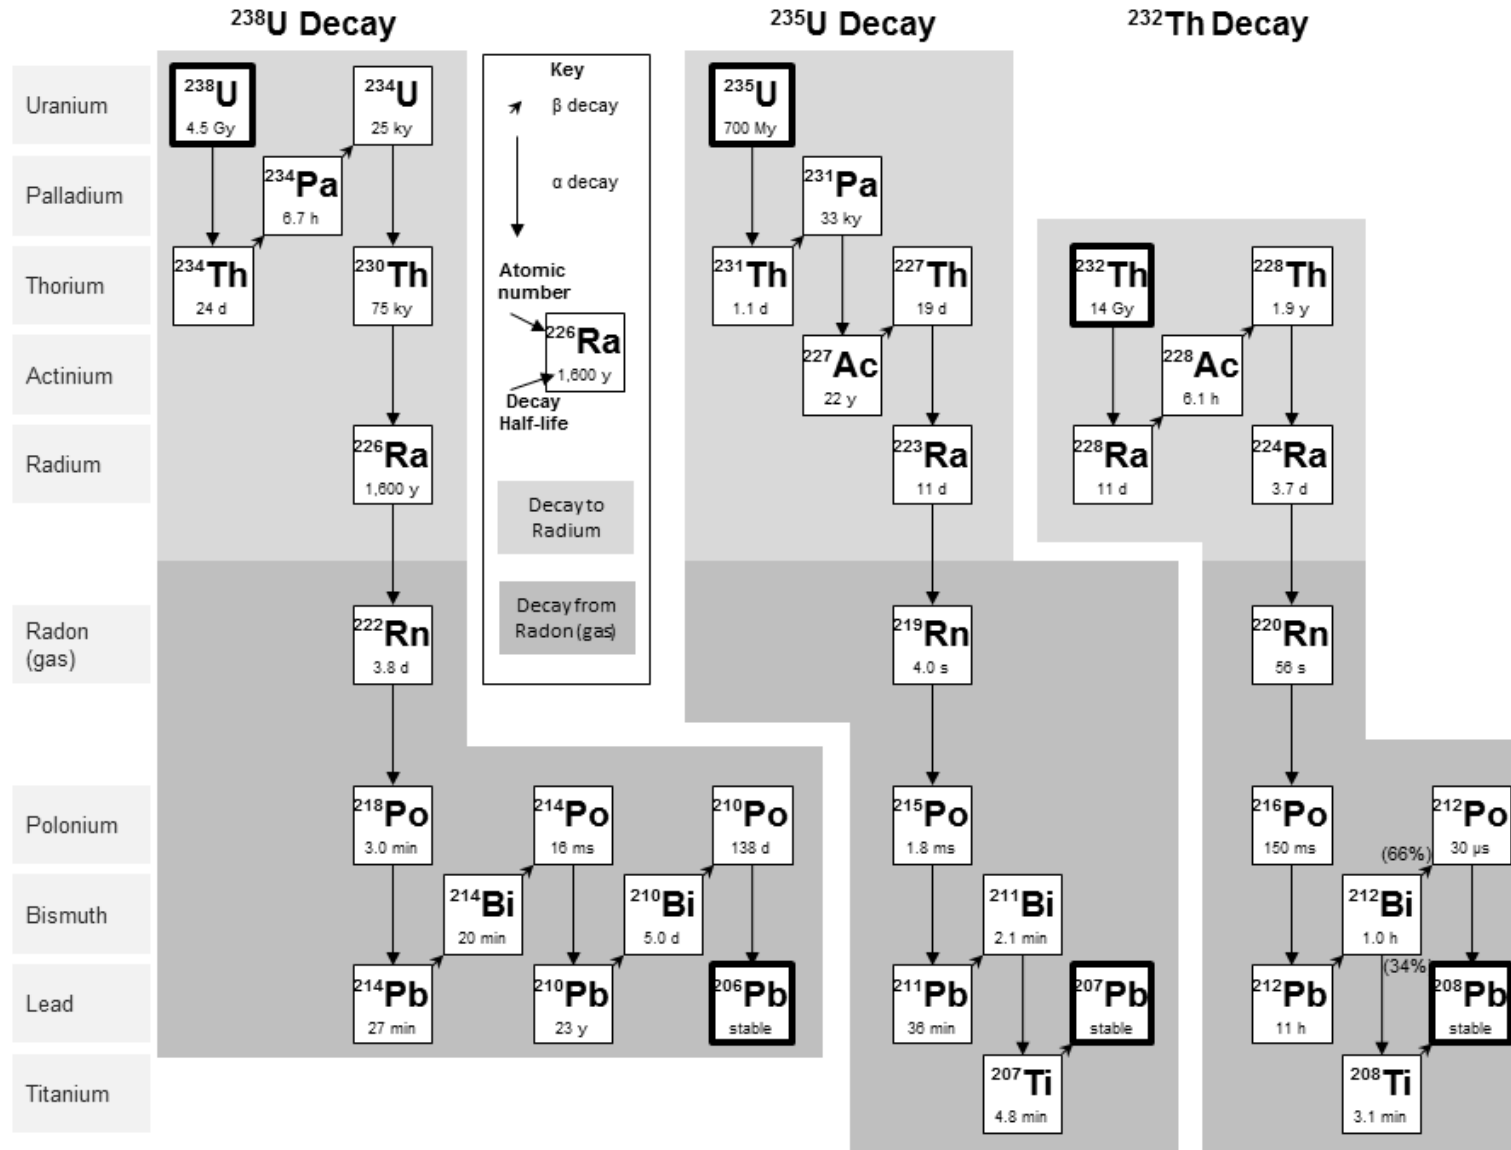 238U Decay
235U Decay
232Th Decay
Uranium
238U
4.5 Gy
234U
25 ky
Key
β decay
α decay
Atomic
number
226Ra
1,600 y
Decay
Half-life
Decay to
Radium
Decay from
Radon (gas)
235U
700 My
Palladium
234Pa
6.7 h
231Pa
33 ky
Thorium
234Th
24 d
230Th
75 ky
231Th
1.1 d
227Th
19 d
232Th
14 Gy
228Th
1.9 y
Actinium
227Ac
22 y
228Ac
6.1 h
Radium
226Ra
1,600 y
223Ra
11 d
228Ra
11 d
224Ra
3.7 d
Radon
(gas)
222Rn
3.8 d
219Rn
4.0 s
220Rn
56 s
Polonium
218Po
3.0 min
214Po
16 ms
210Po
138 d
215Po
1.8 ms
216Po
150 ms
212Po
30 µs
(66%)
Bismuth
214Bi
20 min
210Bi
5.0 d
211Bi
2.1 min
212Bi
1.0 h
(34%)
Lead
214Pb
27 min
210Pb
23 y
206Pb
stable
211Pb
36 min
207Pb
stable
212Pb
11 h
208Pb
stable
Titanium
207Ti
4.8 min
208Ti
3.1 min